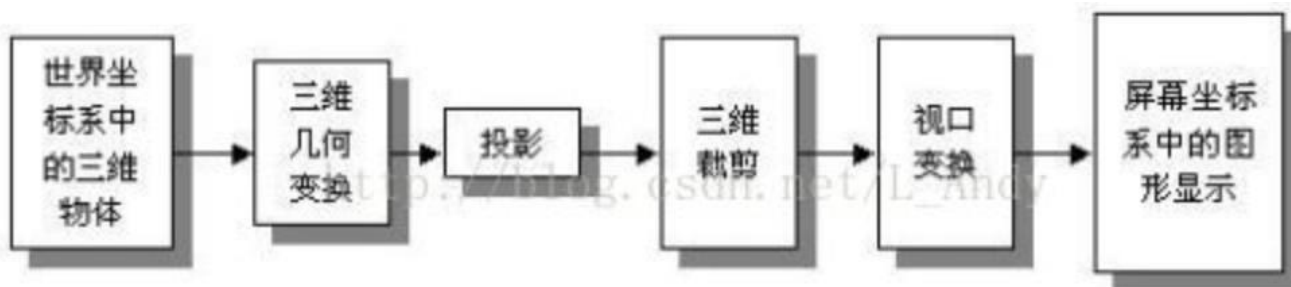 世界坐
标系中
的三维
物体
三维
几何
变换
投影
三维
裁剪
视口
变换
屏幕坐标
系中的图
形显示
http://blog.csdn.net/L_Andy